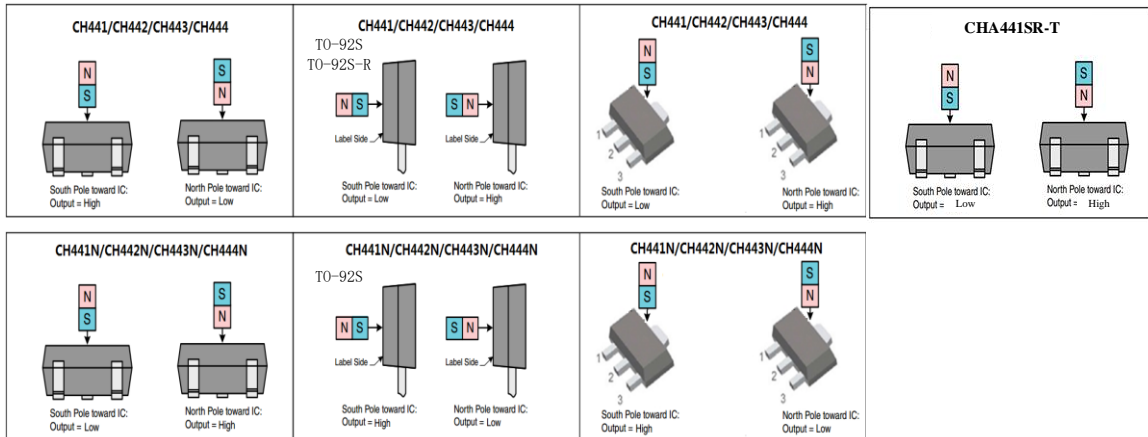 CH441/CH442/CH443/CH444
N
S
S
N
South Pole toward IC:
Output = High
North Pole toward IC:
Output = Low
CH441/CH442/CH443/CH444
TO-92S
TO-92S-R
N S
S N
Label Side
Label Side
South Pole toward IC:
Output = Low
North Pole toward IC:
Output = High
CH441/CH442/CH443/CH444
N
S
S
N
1
2
3
1
2
3
South Pole toward IC:
Output = Low
North Pole toward IC:
Output = High
CHA441SR-T
N
S
S
N
South Pole toward IC:
Output = Low
North Pole toward IC:
Output = High
CH441N/CH442N/CH443N/CH444N
N
S
S
N
South Pole toward IC:
Output = Low
North Pole toward IC:
Output = High
CH441N/CH442N/CH443N/CH444N
TO-92S
N S
S N
Label Side
Label Side
South Pole toward IC:
Output = High
North Pole toward IC:
Output = Low
CH441N/CH442N/CH443N/CH444N
N
S
S
N
1
2
3
1
2
3
South Pole toward IC:
Output = High
North Pole toward IC:
Output = Low